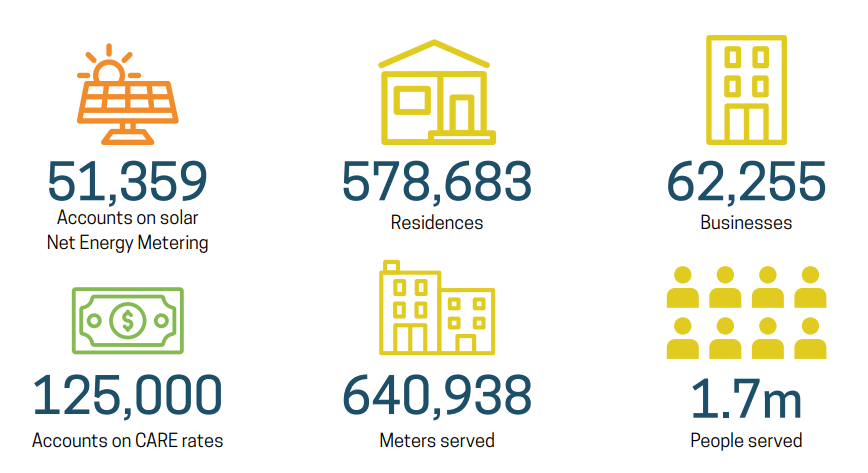 51,359
Accounts on solar
Net Energy Metering
578,683
Residences
62,255
Businesses
$
125,000
Accounts on CARE rates
640,938
Meters served
1.7m
People served